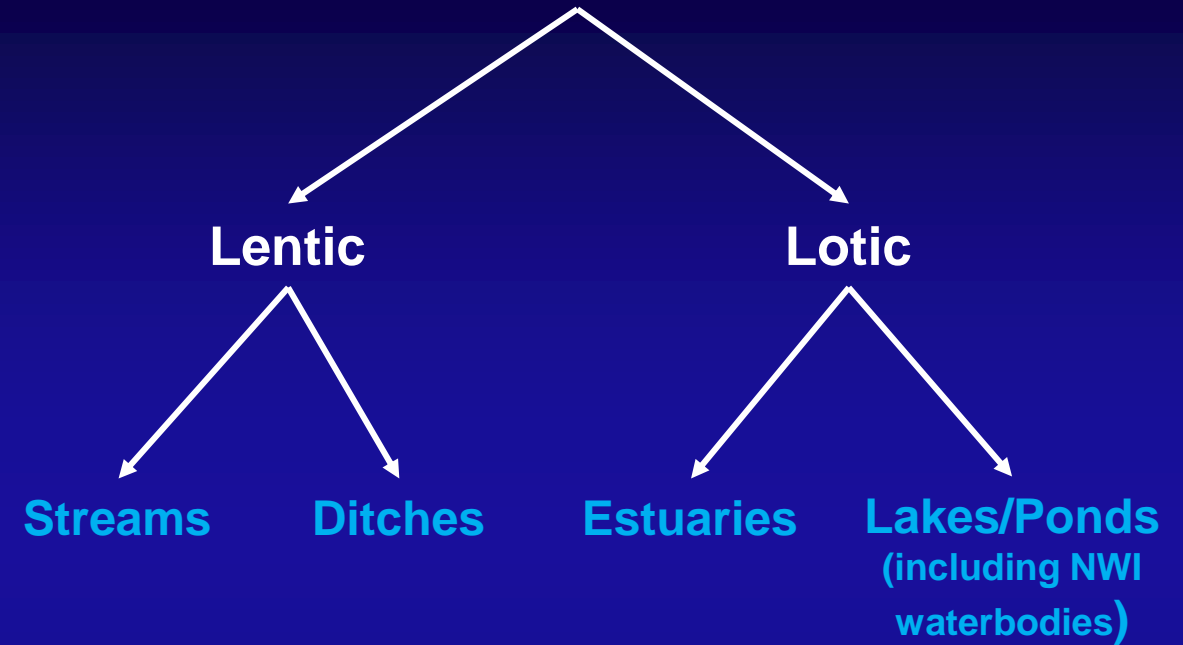 Lentic
Lotic
Streams
Ditches
Estuaries
Lakes/Ponds
(including NWI
waterbodies)